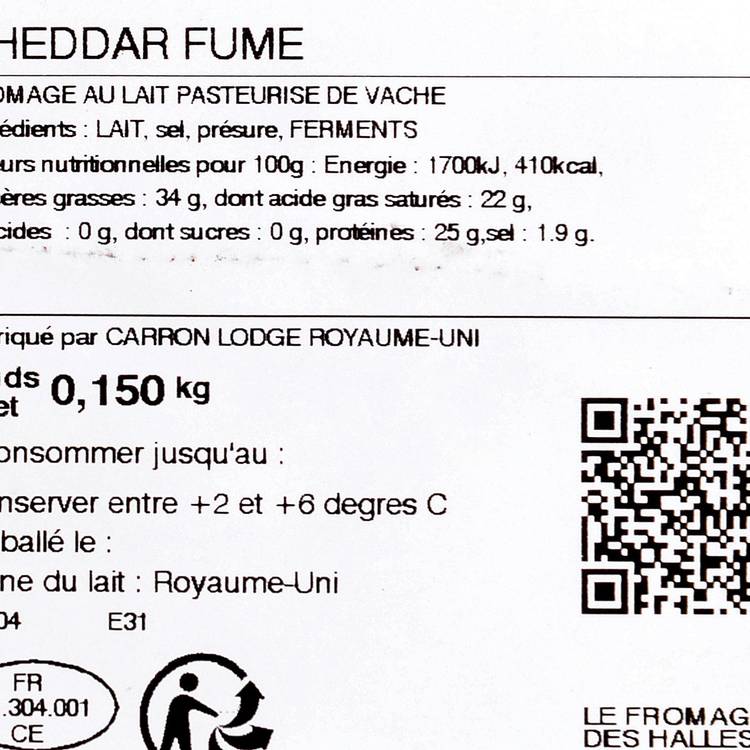 HEDDAR FUME
OMAGE AU LAIT PASTEURISE DE VACHE
édients : LAIT, sel, présure, FERMENTS
urs nutritionnelles pour 100g : Energie : 1700kJ, 410kcal,
ères grasses : 34 g, dont acide gras saturés : 22 g,
cides : 0 g, dont sucres : 0 g, protéines : 25 g,sel : 1.9 g.
riqué par CARRON LODGE ROYAUME-UNI
ds
et 0,150 kg
onsommer jusqu'au :
nserver entre +2 et +6 degres C
ballé le :
ne du lait : Royaume-Uni
04 E31
FR
.304.001
CE
LE FROMAG
DES HALLES